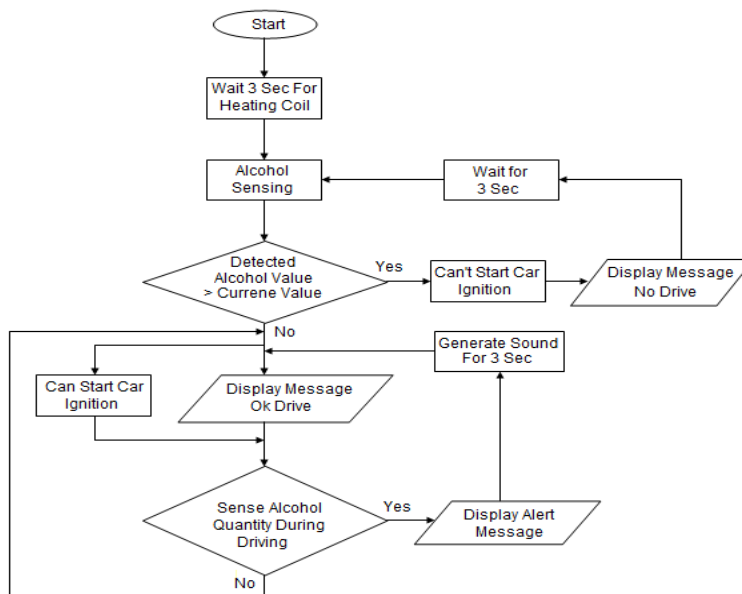 Start
Wait 3 Sec For
Heating Coil
Alcohol
Sensing
Wait for
3 Sec
Detected
Alcohol Value
> Currene Value
Yes
Can't Start Car
Ignition
Display Message
No Drive
No
Generate Sound
For 3 Sec
Can Start Car
Ignition
Display Message
Ok Drive
Sense Alcohol
Quantity During
Driving
Yes
Display Alert
Message
No